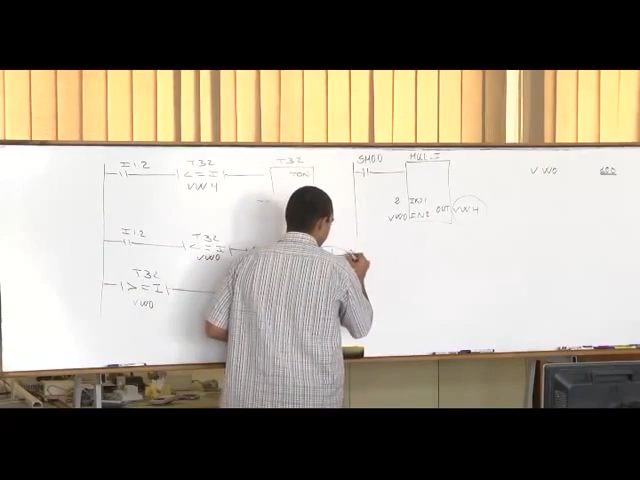 I1.2 T32 T32
< = I TON
VW4
I1.2 T32
< = I
VW0
T32
> = I
VW0
SM0.0 MUL_I
2 IN1
VW0 IN2 OUT VW4
VW0 600